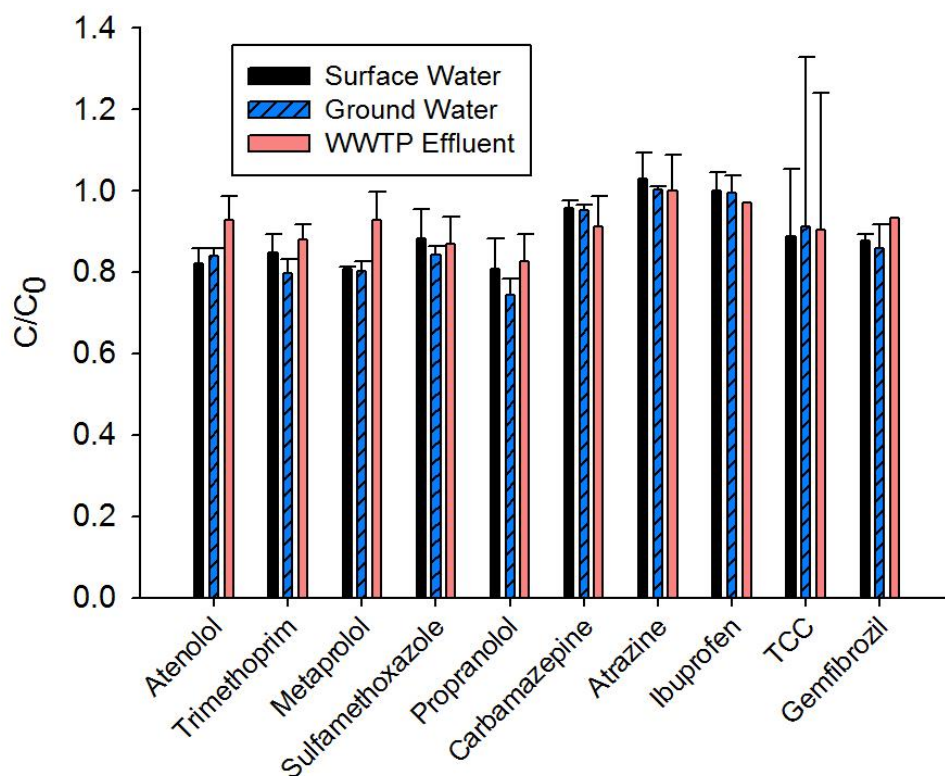 1.4
1.2
1.0
0.8
0.6
0.4
0.2
0.0
C/C0
Surface Water
Ground Water
WWTP Effluent
Atenolol
Trimethoprim
Metaprolol
Sulfamethoxazole
Propranolol
Carbamazepine
Atrazine
Ibuprofen
TCC
Gemfibrozil